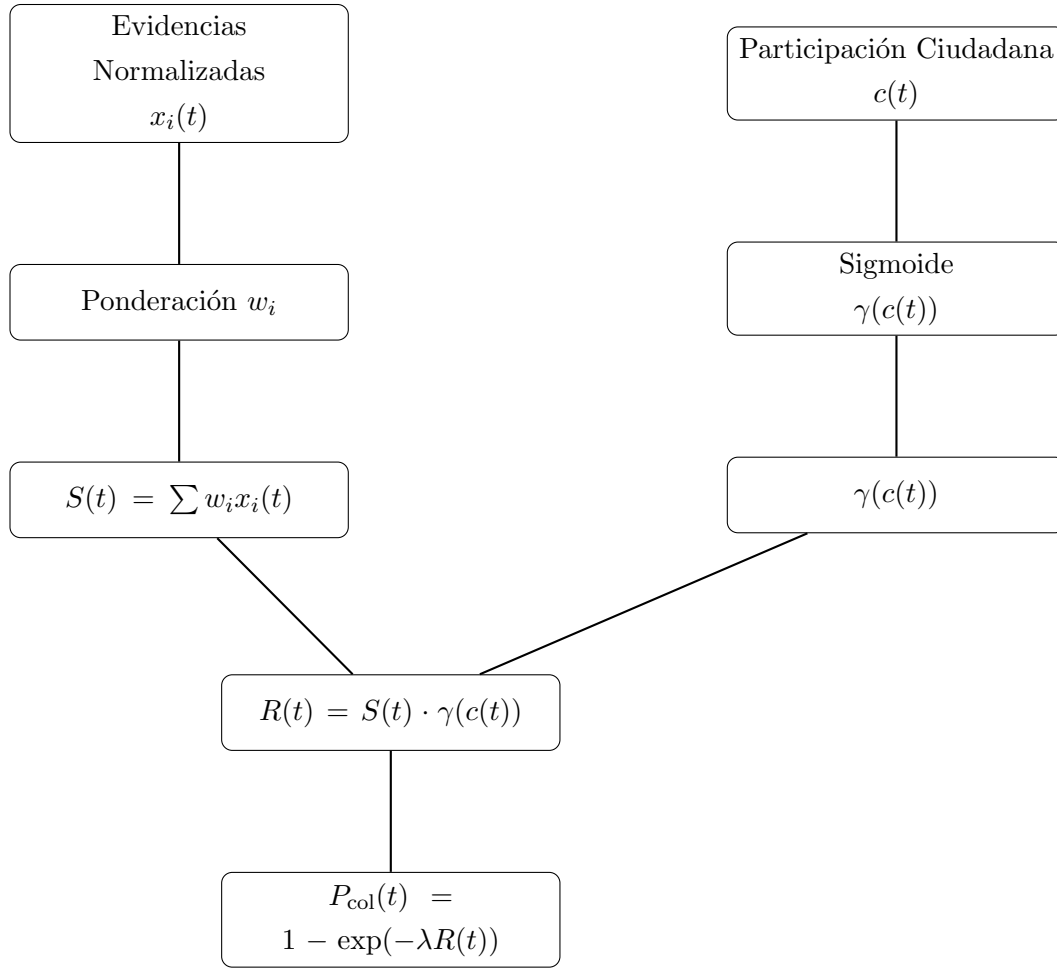 Evidencias
Normalizadas
x_i(t)
Participación Ciudadana
c(t)
Ponderación w_i
Sigmoide
γ(c(t))
S(t) = ∑ w_i x_i(t)
γ(c(t))
R(t) = S(t) · γ(c(t))
P_col(t) =
1 − exp(−λR(t))